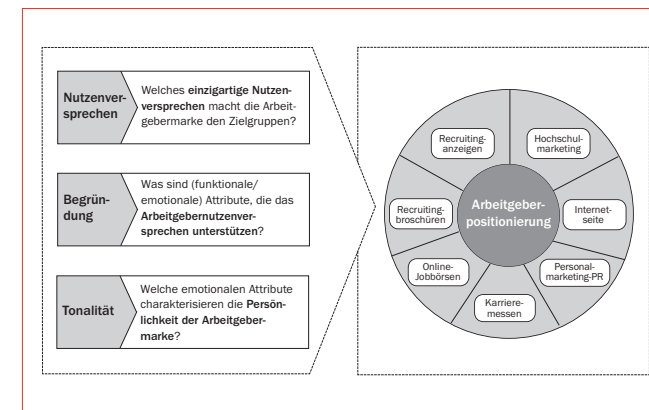 Nutzenver-
sprechen
Welches einzigartige Nutzen-
versprechen macht die Arbeit-
gebermarke den Zielgruppen?
Begrün-
dung
Was sind (funktionale/
emotionale) Attribute, die das
Arbeitgebernutzenver-
sprechen unterstützen?
Tonalität
Welche emotionalen Attribute
charakterisieren die Persön-
lichkeit der Arbeitgeber-
marke?
Recruiting-
anzeigen
Hochschul-
marketing
Recruiting-
broschüren
Arbeitgeber-
positionierung
Internet-
seite
Online-
Jobbörsen
Personal-
marketing-PR
Karriere-
messen